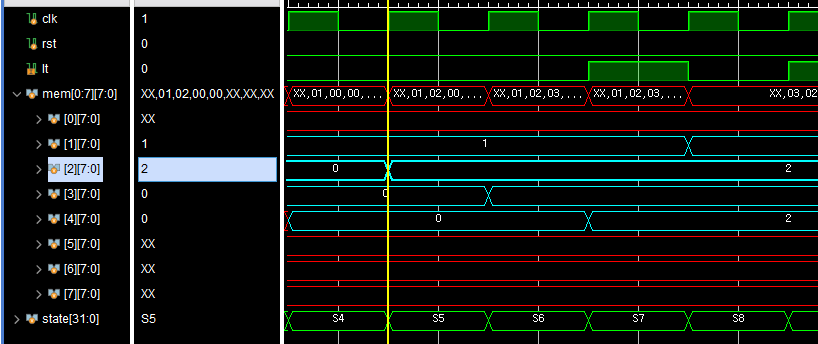 clk 1
rst 0
lt 0
mem[0:7][7:0] XX,01,02,00,00,XX,XX,XX XX,01,00,00,... XX,01,02,00,... XX,01,02,03,... XX,01,02,03,... XX,03,02
[0][7:0] XX
[1][7:0] 1 1
[2][7:0] 2 0 2
[3][7:0] 0 0
[4][7:0] 0 0 2
[5][7:0] XX
[6][7:0] XX
[7][7:0] XX
state[31:0] S5 S4 S5 S6 S7 S8